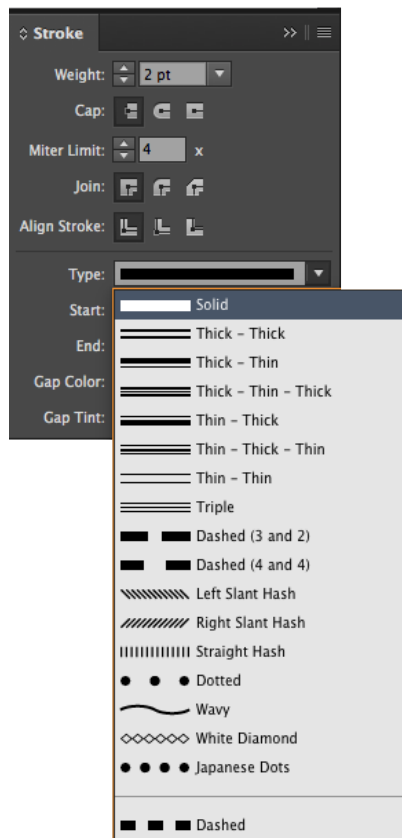 Stroke
Weight: 2 pt
Cap:
Miter Limit: 4 x
Join:
Align Stroke:
Type:
Start:
End:
Gap Color:
Gap Tint:
Solid
Thick - Thick
Thick - Thin
Thick - Thin - Thick
Thin - Thick
Thin - Thick - Thin
Thin - Thin
Triple
Dashed (3 and 2)
Dashed (4 and 4)
Left Slant Hash
Right Slant Hash
Straight Hash
Dotted
Wavy
White Diamond
Japanese Dots
Dashed